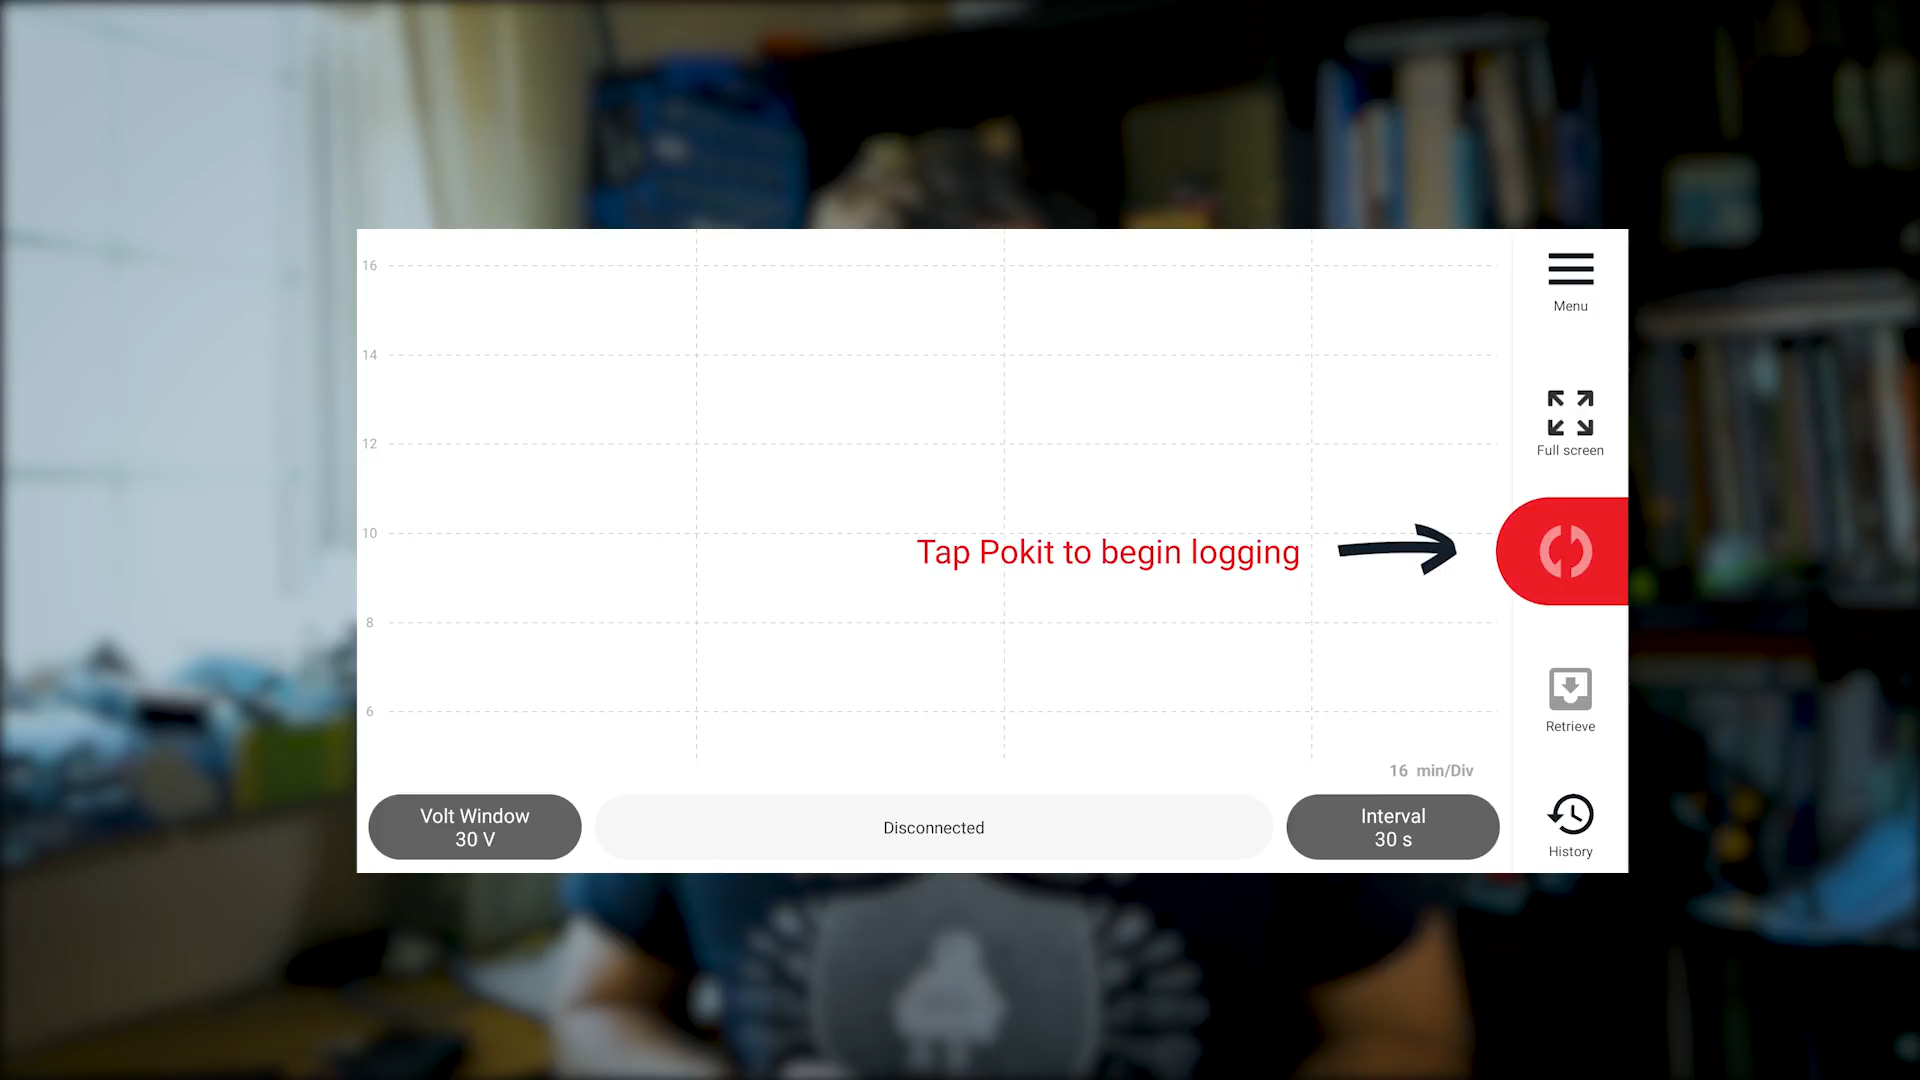 16
14
12
10
8
6
Tap Pokit to begin logging
16 min/Div
Volt Window
30 V
Disconnected
Interval
30 s
Menu
Full screen
Retrieve
History